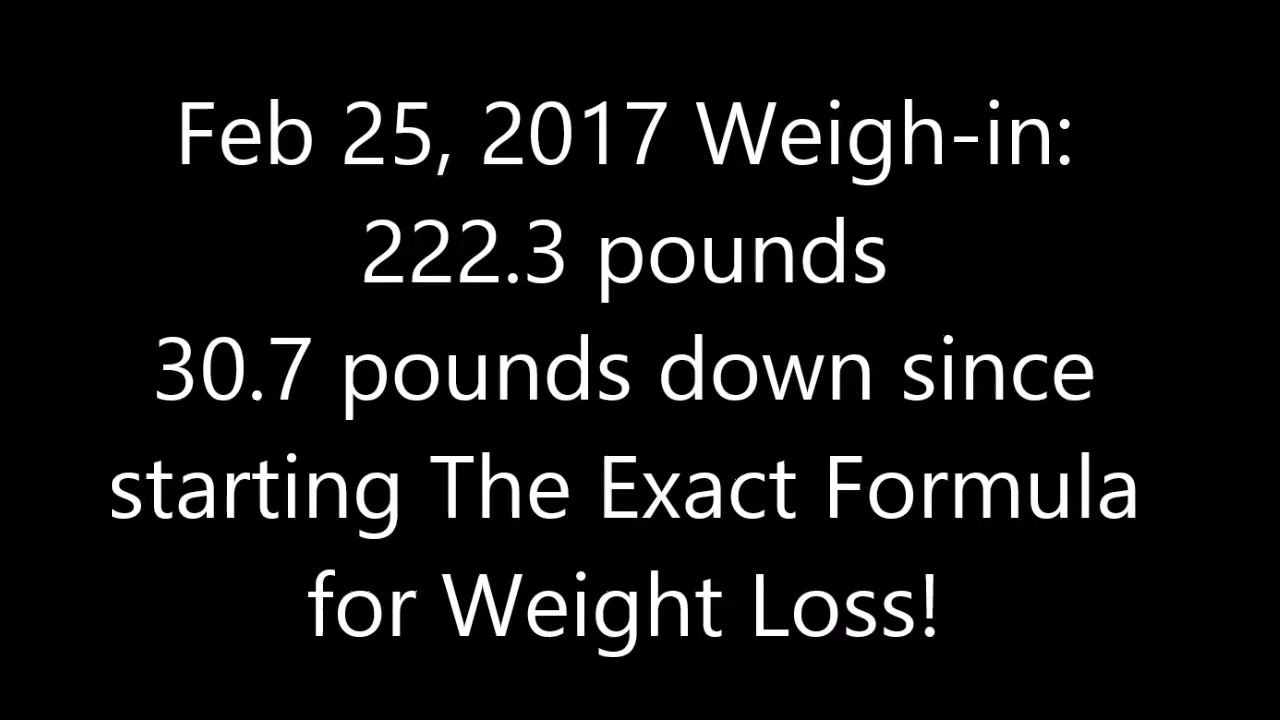 Feb 25, 2017 Weigh-in:
222.3 pounds
30.7 pounds down since
starting The Exact Formula
for Weight Loss!